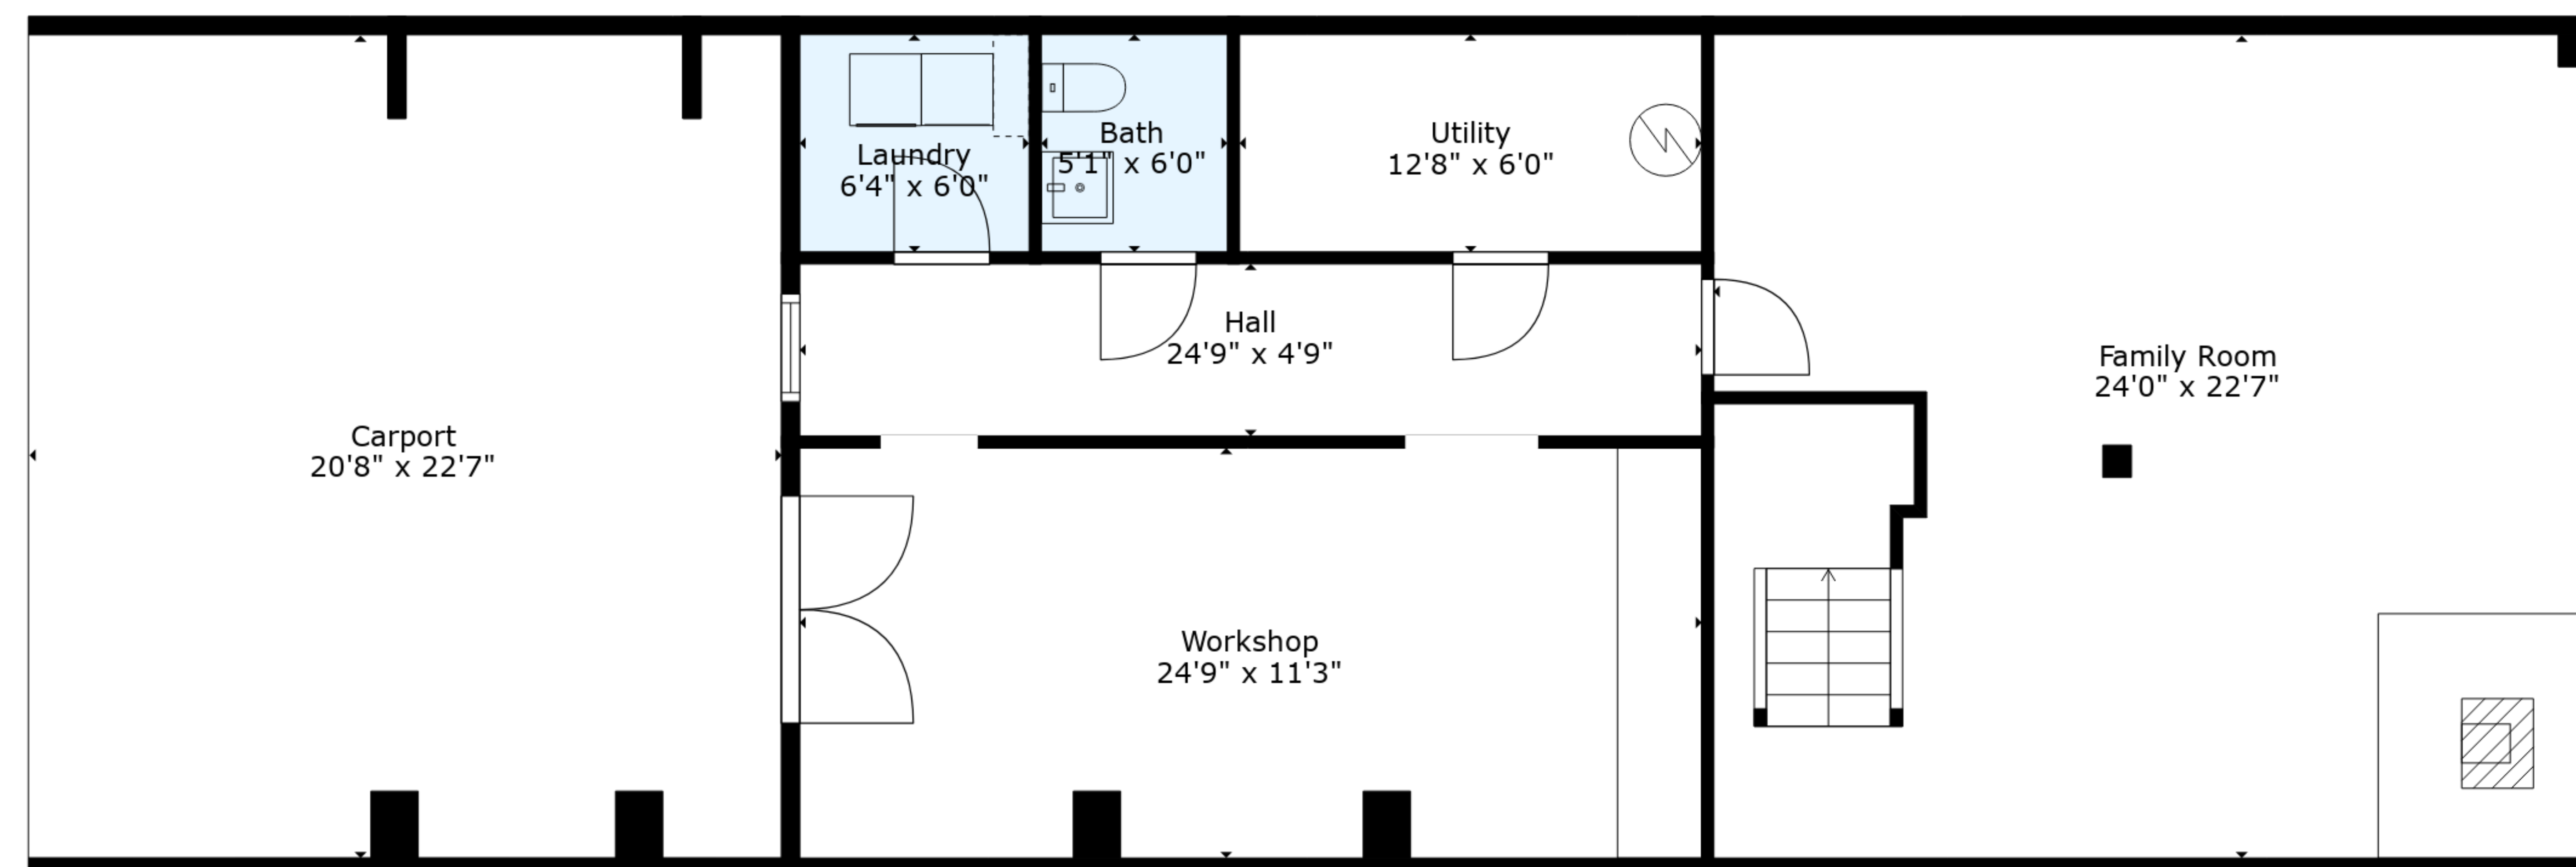 Laundry
6'4" x 6'0"
Bath
5'1" x 6'0"
Utility
12'8" x 6'0"
Hall
24'9" x 4'9"
Family Room
24'0" x 22'7"
Carport
20'8" x 22'7"
Workshop
24'9" x 11'3"